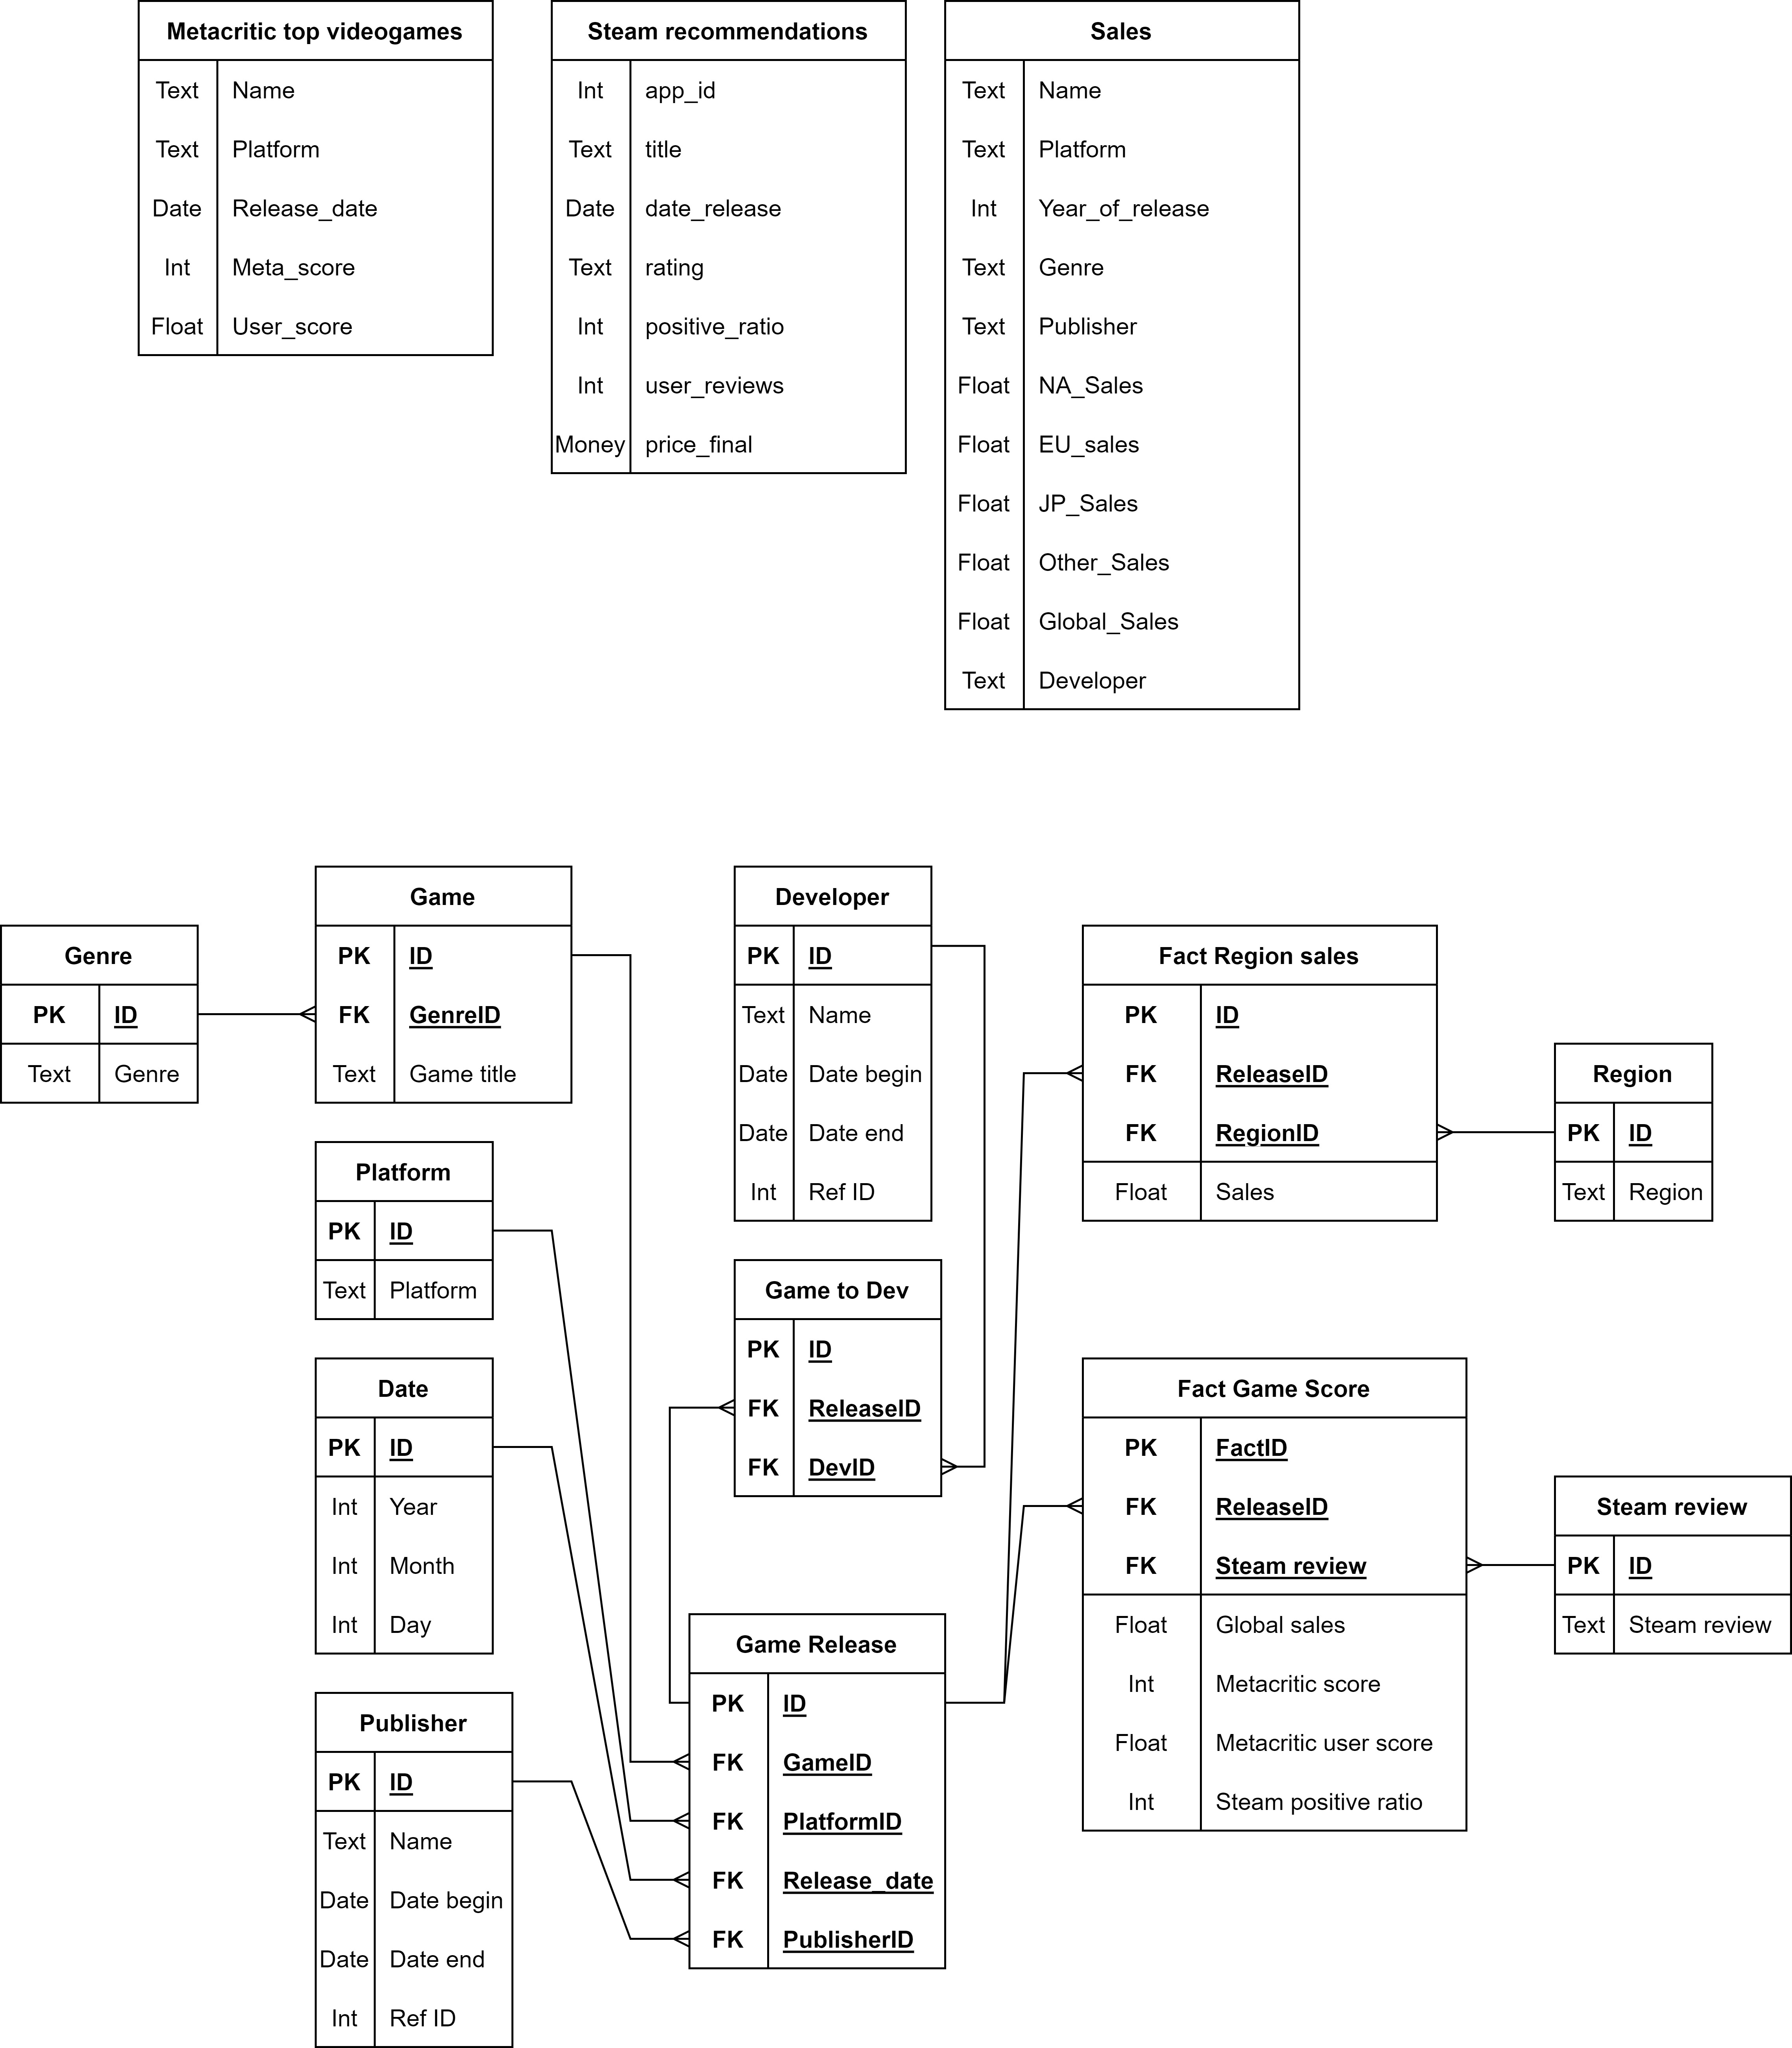 Metacritic top videogames
Text Name
Text Platform
Date Release_date
Int Meta_score
Float User_score
Steam recommendations
Int app_id
Text title
Date date_release
Text rating
Int positive_ratio
Int user_reviews
Money price_final
Sales
Text Name
Text Platform
Int Year_of_release
Text Genre
Text Publisher
Float NA_Sales
Float EU_sales
Float JP_Sales
Float Other_Sales
Float Global_Sales
Text Developer
Genre
PK ID
Text Genre
Game
PK ID
FK GenreID
Text Game title
Platform
PK ID
Text Platform
Date
PK ID
Int Year
Int Month
Int Day
Publisher
PK ID
Text Name
Date Date begin
Date Date end
Int Ref ID
Developer
PK ID
Text Name
Date Date begin
Date Date end
Int Ref ID
Game to Dev
PK ID
FK ReleaseID
FK DevID
Game Release
PK ID
FK GameID
FK PlatformID
FK Release_date
FK PublisherID
Fact Region sales
PK ID
FK ReleaseID
FK RegionID
Float Sales
Region
PK ID
Text Region
Fact Game Score
PK FactID
FK ReleaseID
FK Steam review
Float Global sales
Int Metacritic score
Float Metacritic user score
Int Steam positive ratio
Steam review
PK ID
Text Steam review